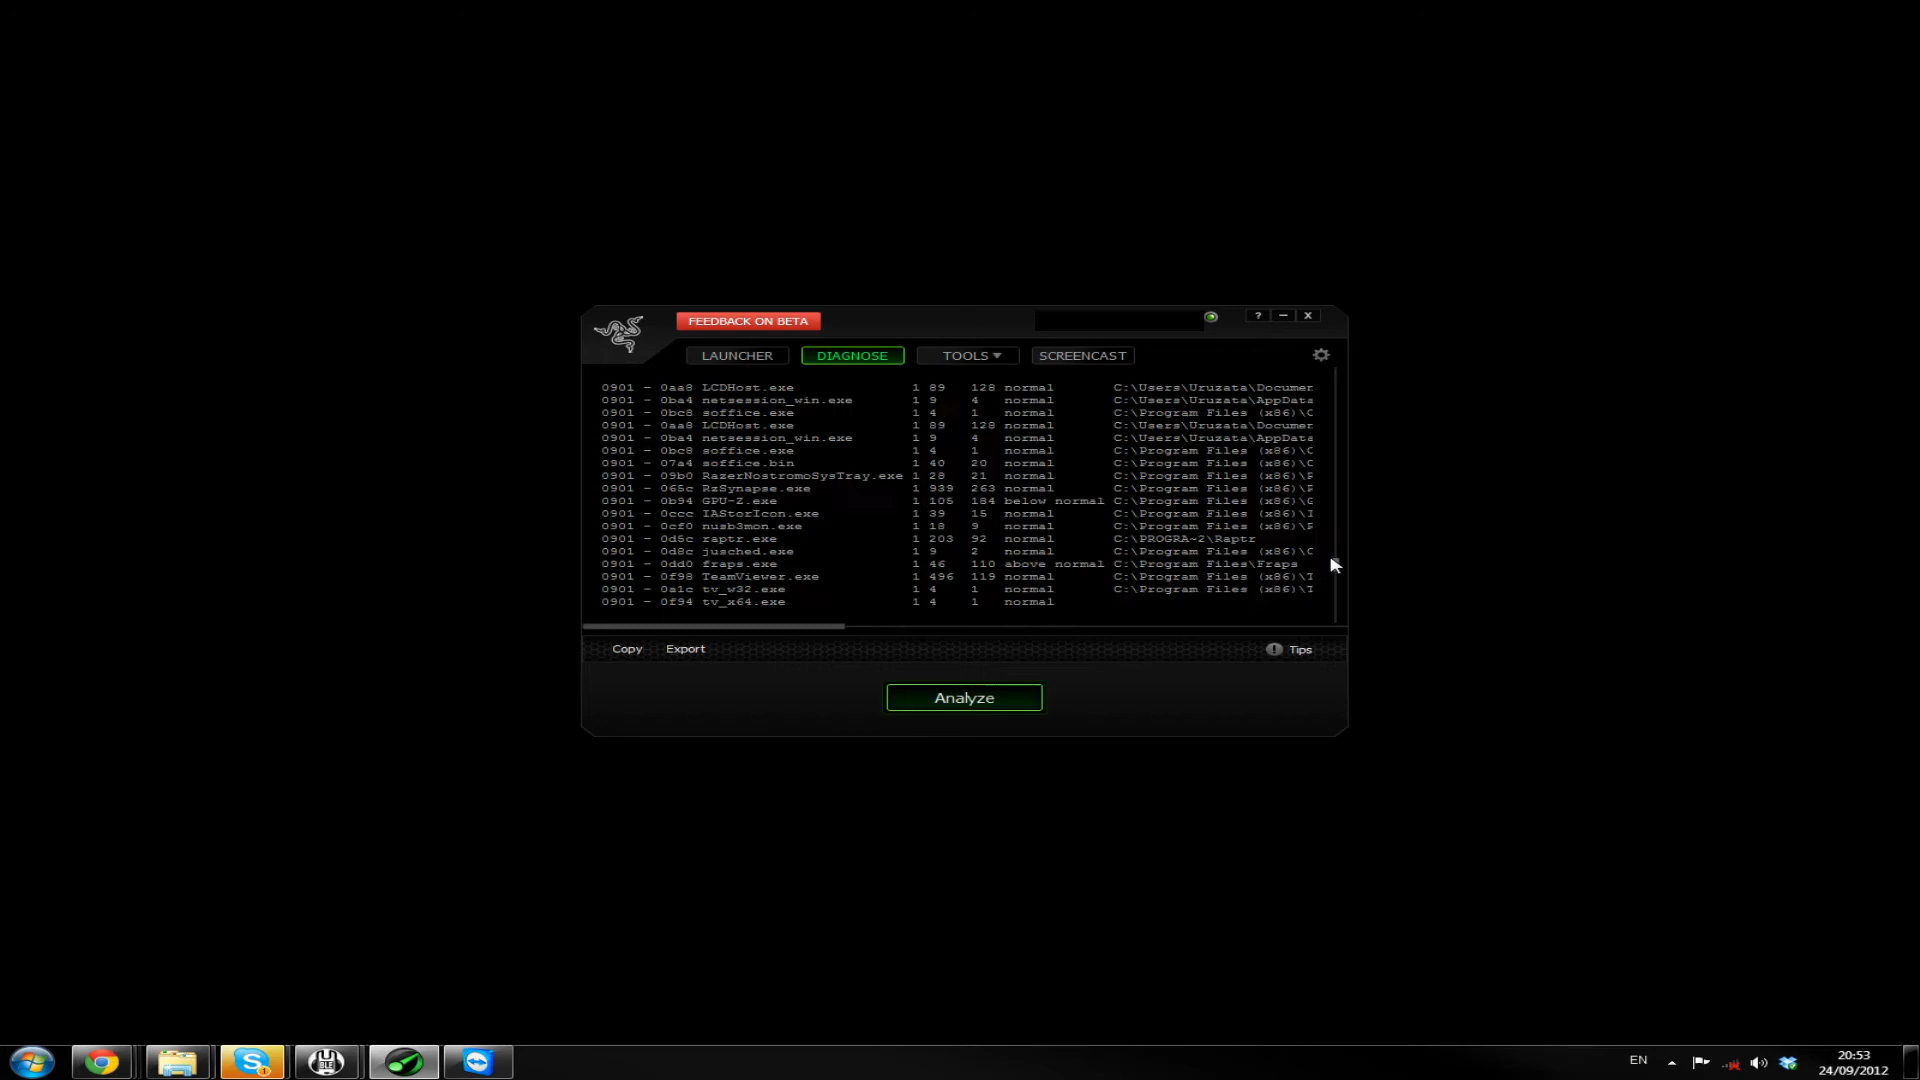 FEEDBACK ON BETA
? — X
LAUNCHER DIAGNOSE TOOLS ▼ SCREENCAST
0901 - 0aa8 LCDHost.exe 1 89 128 normal C:\Users\Uruzata\Documen
0901 - 0ba4 netsession_win.exe 1 9 4 normal C:\Users\Uruzata\AppData
0901 - 0bc8 soffice.exe 1 4 1 normal C:\Program Files (x86)\
0901 - 0aa8 LCDHost.exe 1 89 128 normal C:\Users\Uruzata\Documen
0901 - 0ba4 netsession_win.exe 1 9 4 normal C:\Users\Uruzata\AppData
0901 - 0bc8 soffice.exe 1 4 1 normal C:\Program Files (x86)\
0901 - 07a4 soffice.bin 1 40 20 normal C:\Program Files (x86)\
0901 - 09b0 RazerNostromoSysTray.exe 1 28 21 normal C:\Program Files (x86)\
0901 - 065c RzSynapse.exe 1 939 263 normal C:\Program Files (x86)\
0901 - 0b94 GPU-Z.exe 1 105 184 below normal C:\Program Files (x86)\
0901 - 0ccc IAStorIcon.exe 1 39 15 normal C:\Program Files (x86)\I
0901 - 0cf0 nusb3mon.exe 1 18 9 normal C:\Program Files (x86)\
0901 - 0d5c raptr.exe 1 203 92 normal C:\PROGRA~2\Raptr
0901 - 0d8c jusched.exe 1 9 2 normal C:\Program Files (x86)\
0901 - 0dd0 fraps.exe 1 46 110 above normal C:\Program Files\Fraps
0901 - 0f98 TeamViewer.exe 1 496 119 normal C:\Program Files (x86)\T
0901 - 0a1c tv_w32.exe 1 4 1 normal C:\Program Files (x86)\T
0901 - 0f94 tv_x64.exe 1 4 1 normal
Copy Export Tips
Analyze
EN
20:53
24/09/2012